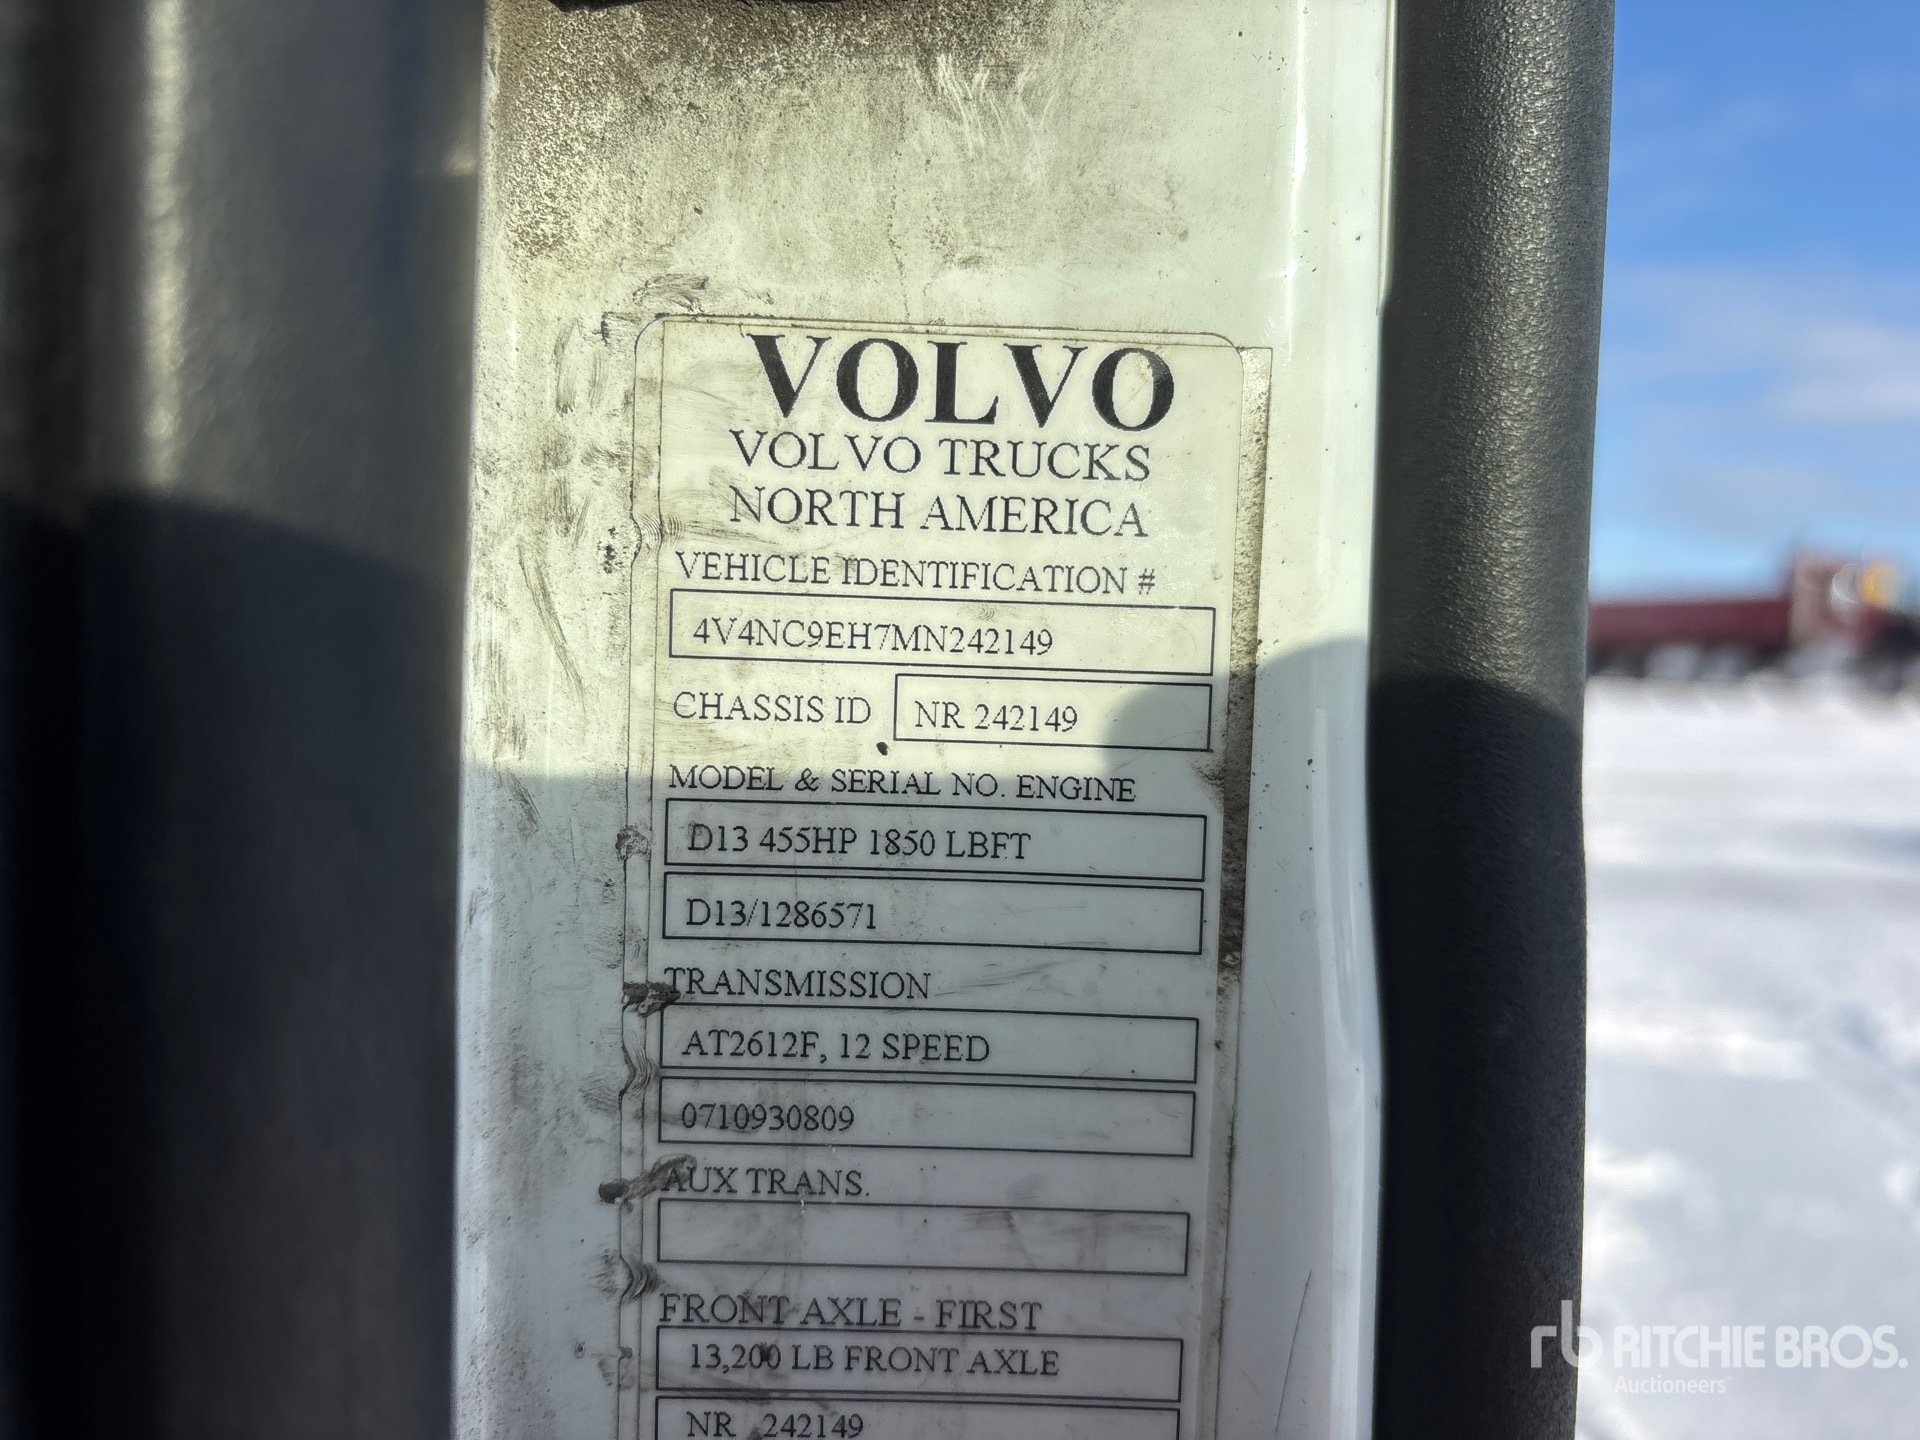 VOLVO
VOLVO TRUCKS
NORTH AMERICA
VEHICLE IDENTIFICATION #
4V4NC9EH7MN242149
CHASSIS ID NR 242149
MODEL & SERIAL NO. ENGINE
D13 455HP 1850 LBFT
D13/1286571
TRANSMISSION
AT2612F, 12 SPEED
0710930809
AUX TRANS.
FRONT AXLE - FIRST
13,200 LB FRONT AXLE
NR 242149
rb RITCHIE BROS.
Auctioneers